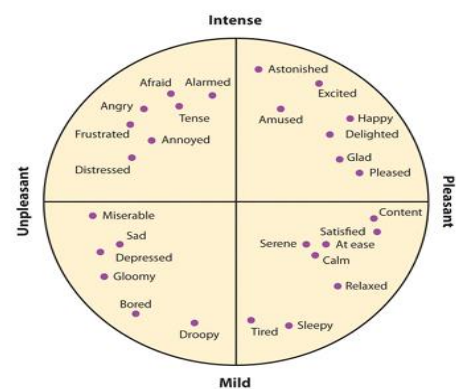 Intense
Astonished
Afraid Alarmed
Excited
Angry
Tense
Amused
Happy
Frustrated
Delighted
Annoyed
Distressed
Glad
Pleased
Unpleasant
Pleasant
Miserable
Content
Sad
Satisfied
Serene
At ease
Depressed
Calm
Gloomy
Relaxed
Bored
Droopy
Tired
Sleepy
Mild